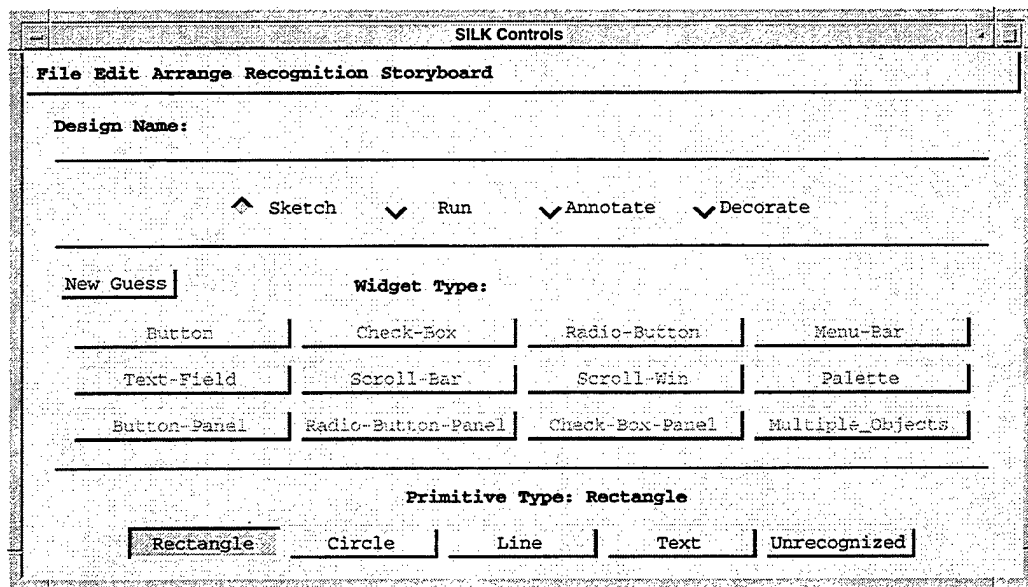 SILK Controls
File Edit Arrange Recognition Storyboard
Design Name:
Sketch Run Annotate Decorate
New Guess Widget Type:
Button Check-Box Radio-Button Menu-Bar
Text-Field Scroll-Bar Scroll-Win Palette
Button-Panel Radio-Button-Panel Check-Box-Panel Multiple_Objects
Primitive Type: Rectangle
Rectangle Circle Line Text Unrecognized